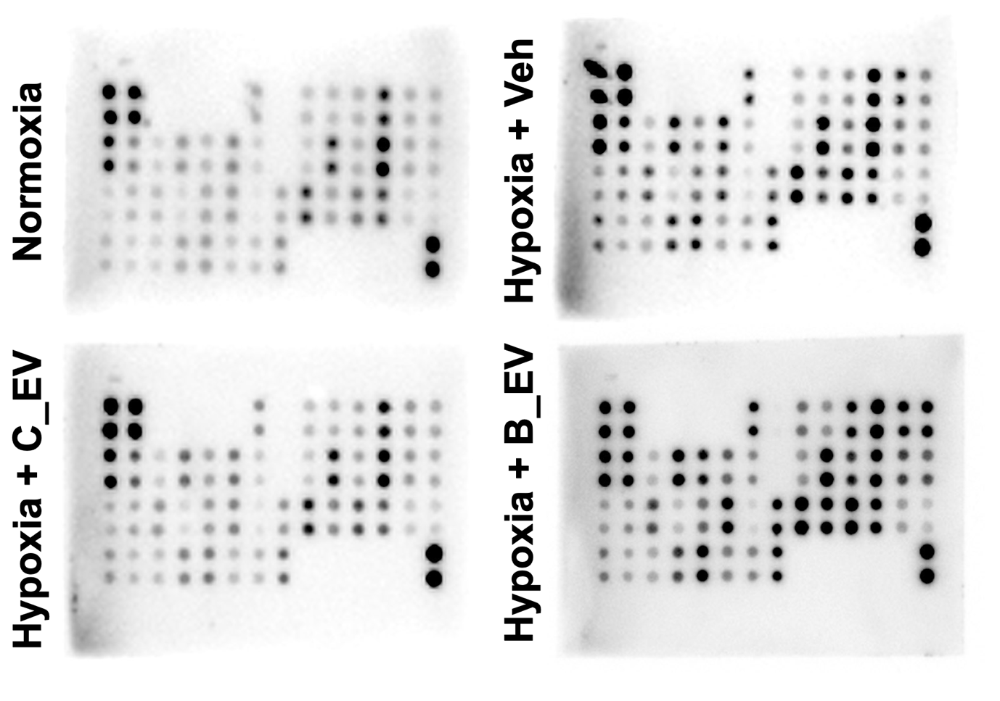 Normoxia
Hypoxia + Veh
Hypoxia + C_EV
Hypoxia + B_EV